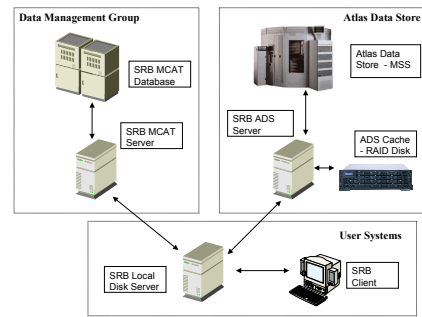 Data Management Group
SRB MCAT
Database
SRB MCAT
Server
Atlas Data Store
Atlas Data
Store - MSS
SRB ADS
Server
ADS Cache
- RAID Disk
User Systems
SRB Local
Disk Server
SRB
Client